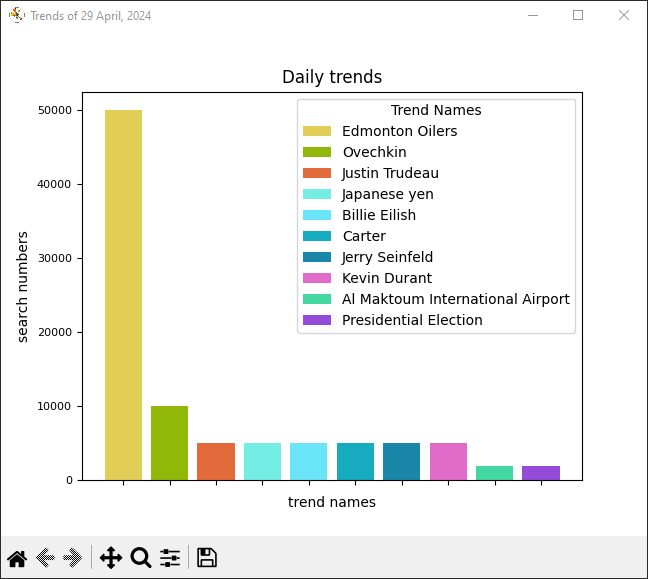 Trends of 29 April, 2024
Daily trends
Trend Names
Edmonton Oilers
Ovechkin
Justin Trudeau
Japanese yen
Billie Eilish
Carter
Jerry Seinfeld
Kevin Durant
Al Maktoum International Airport
Presidential Election
50000
40000
30000
20000
10000
0
search numbers
trend names